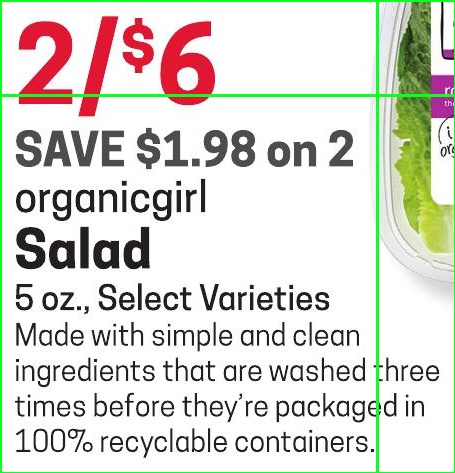 2/$6
SAVE $1.98 on 2
organicgirl
Salad
5 oz., Select Varieties
Made with simple and clean
ingredients that are washed three
times before they're packaged in
100% recyclable containers.